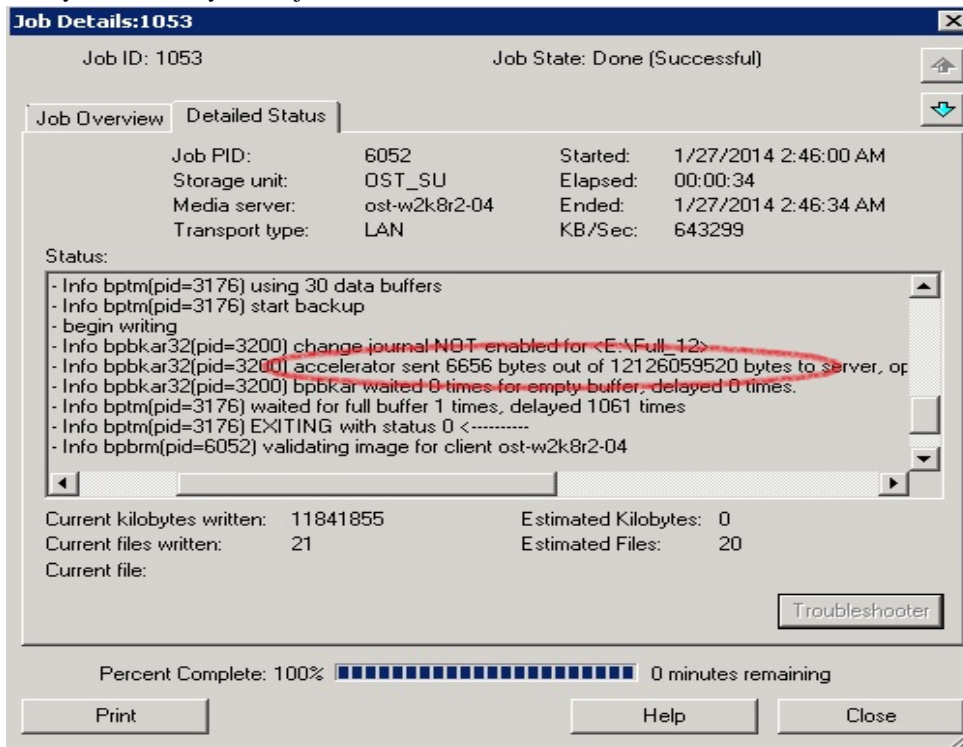 Job Details:1053
Job ID: 1053 Job State: Done (Successful)
Job Overview Detailed Status
Job PID: 6052 Started: 1/27/2014 2:46:00 AM
Storage unit: OST_SU Elapsed: 00:00:34
Media server: ost-w2k8r2-04 Ended: 1/27/2014 2:46:34 AM
Transport type: LAN KB/Sec: 643299
Status:
- Info bptm(pid=3176) using 30 data buffers
- Info bptm(pid=3176) start backup
- begin writing
- Info bpbkar32(pid=3200) change journal NOT enabled for <E:\Full_12>
- Info bpbkar32(pid=3200) accelerator sent 6656 bytes out of 12126059520 bytes to server, op
- Info bpbkar32(pid=3200) bpbkar waited 0 times for empty buffer, delayed 0 times.
- Info bptm(pid=3176) waited for full buffer 1 times, delayed 1061 times
- Info bptm(pid=3176) EXITING with status 0 <----------
- Info bpbrm(pid=6052) validating image for client ost-w2k8r2-04
Current kilobytes written: 11841855 Estimated Kilobytes: 0
Current files written: 21 Estimated Files: 20
Current file:
Troubleshooter
Percent Complete: 100% 0 minutes remaining
Print Help Close